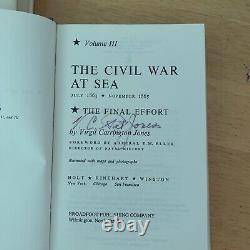 ★ Volume III
THE CIVIL WAR
AT SEA
JULY 1863 ★ NOVEMBER 1865
★ THE FINAL EFFORT
V. C. Pat Jones
by Virgil Carrington Jones
FOREWORD BY ADMIRAL E. M. ELLER
DIRECTOR OF NAVAL HISTORY
Illustrated with maps and photographs
HOLT ★ RINEHART ★ WINSTON
New York Chicago San Francisco
BROADFOOT PUBLISHING COMPANY
Wilmington, North